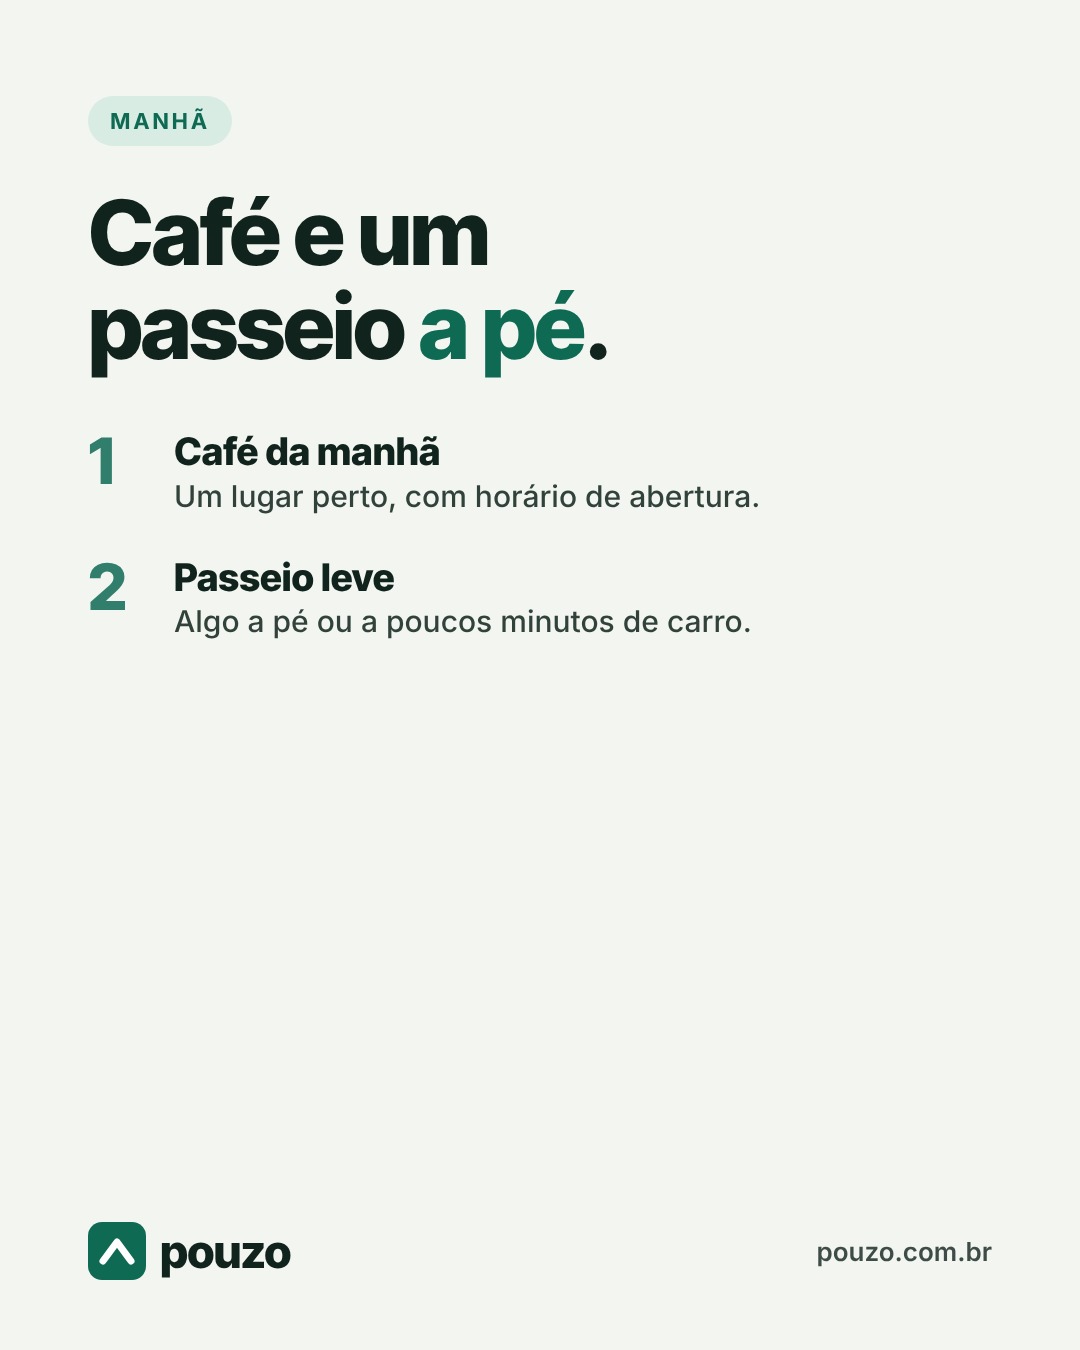 MANHÃ
Café e um
passeio a pé.
1
Café da manhã
Um lugar perto, com horário de abertura.
2
Passeio leve
Algo a pé ou a poucos minutos de carro.
pouzo
pouzo.com.br